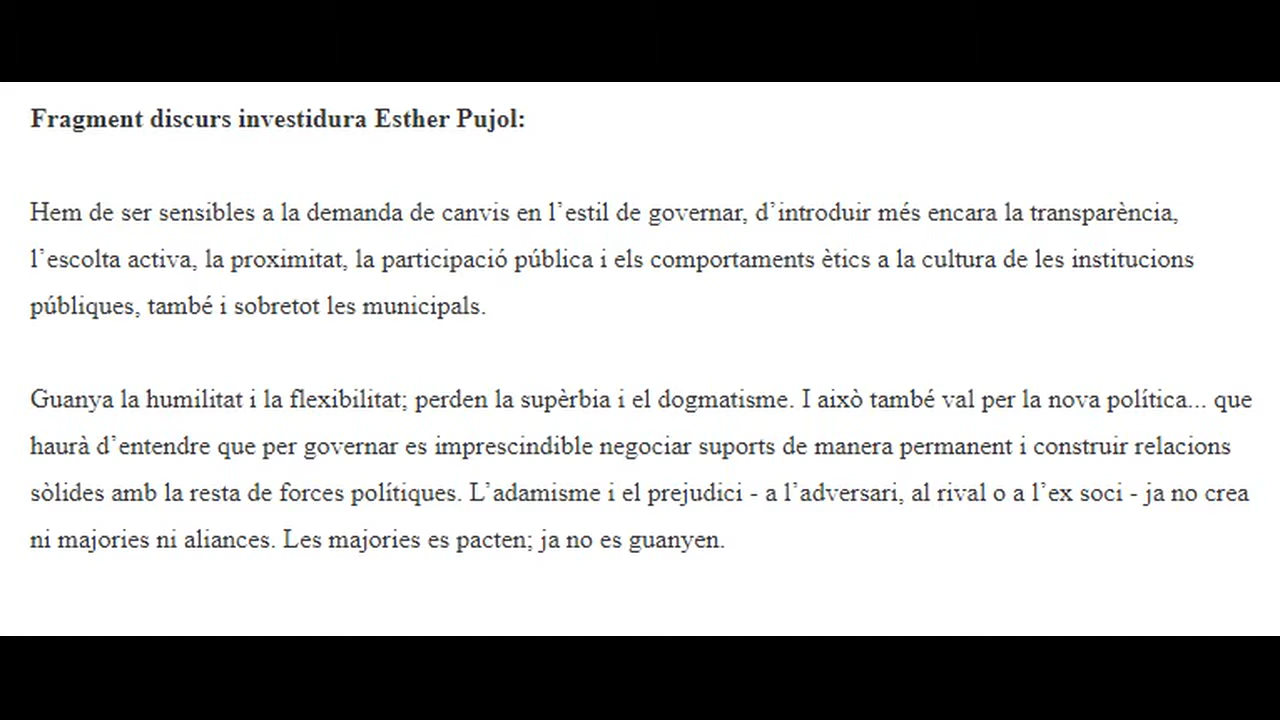 Fragment discurs investidura Esther Pujol:
Hem de ser sensibles a la demanda de canvis en l’estil de governar, d’introduir més encara la transparència,
l’escolta activa, la proximitat, la participació pública i els comportaments ètics a la cultura de les institucions
públiques, també i sobretot les municipals.
Guanya la humilitat i la flexibilitat; perden la supèrbia i el dogmatisme. I això també val per la nova política... que
haurà d’entendre que per governar es imprescindible negociar suports de manera permanent i construir relacions
sòlides amb la resta de forces polítiques. L’adamisme i el prejudici - a l’adversari, al rival o a l’ex soci - ja no crea
ni majories ni aliances. Les majories es pacten; ja no es guanyen.